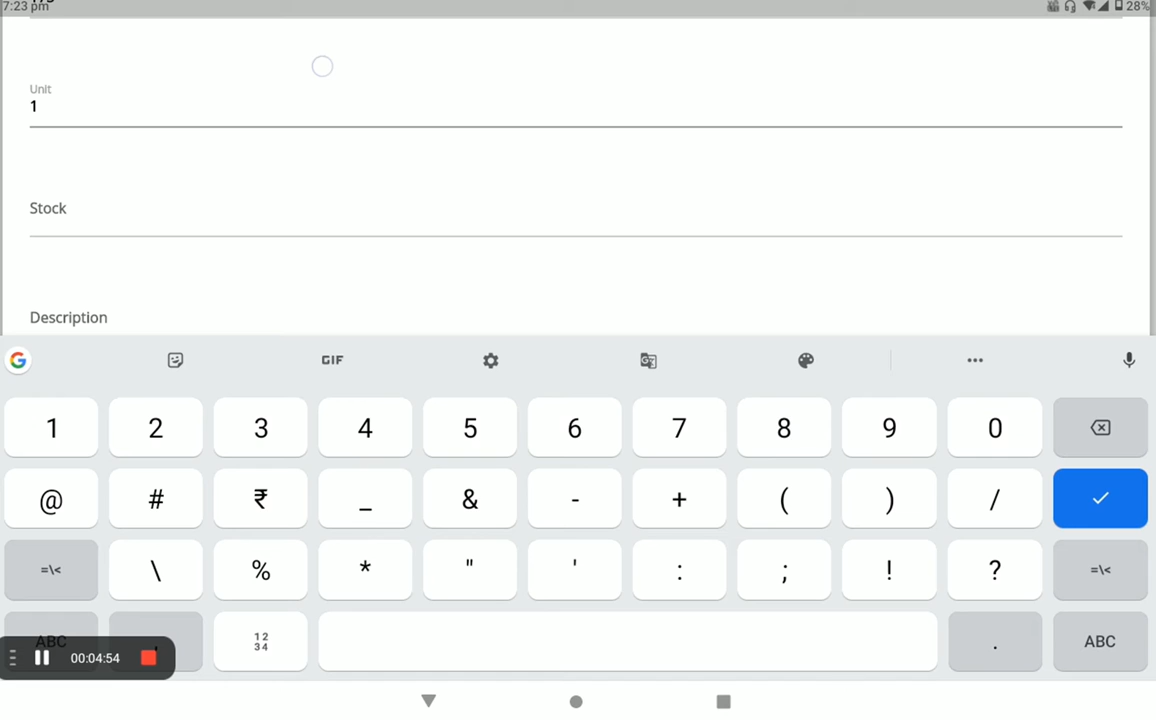 7:23 pm
28%
Unit
1
Stock
Description
GIF
1 2 3 4 5 6 7 8 9 0
@ # ₹ _ & - + ( ) /
=\< \ % * " ' : ; ! ? =\<
ABC , 12 34 . ABC
00:04:54